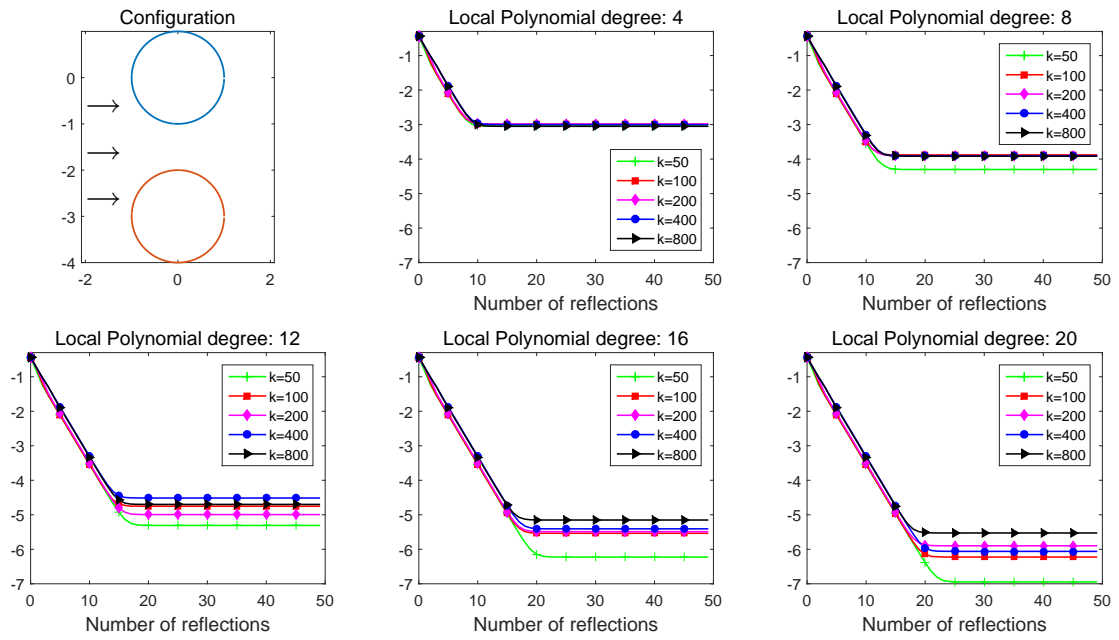 Configuration
0
-1
-2
-3
-4
-2
0
2
Local Polynomial degree: 4
-1
-2
-3
-4
-5
-6
-7
k=50
k=100
k=200
k=400
k=800
0
10
20
30
40
50
Number of reflections
Local Polynomial degree: 8
-1
-2
-3
-4
-5
-6
-7
k=50
k=100
k=200
k=400
k=800
0
10
20
30
40
50
Number of reflections
Local Polynomial degree: 12
-1
-2
-3
-4
-5
-6
-7
k=50
k=100
k=200
k=400
k=800
0
10
20
30
40
50
Number of reflections
Local Polynomial degree: 16
-1
-2
-3
-4
-5
-6
-7
k=50
k=100
k=200
k=400
k=800
0
10
20
30
40
50
Number of reflections
Local Polynomial degree: 20
-1
-2
-3
-4
-5
-6
-7
k=50
k=100
k=200
k=400
k=800
0
10
20
30
40
50
Number of reflections